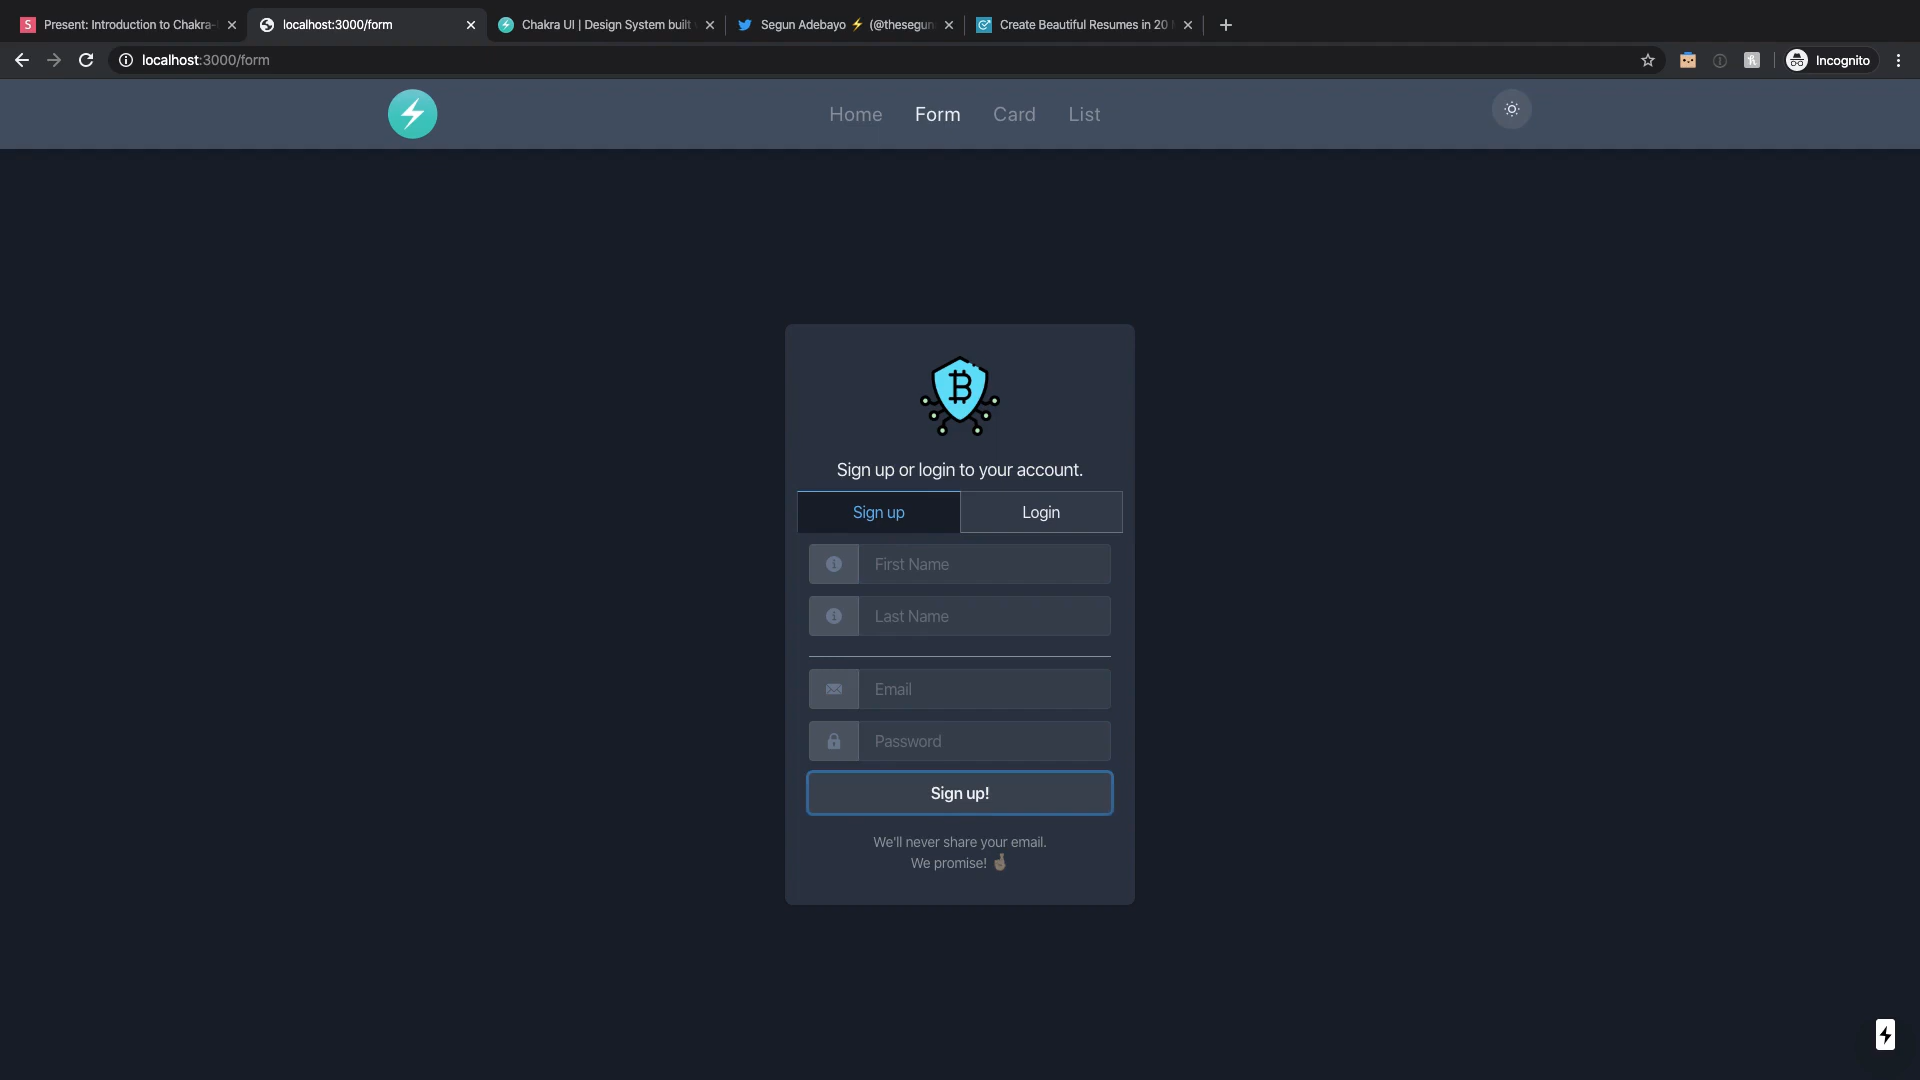 S Present: Introduction to Chakra-
localhost:3000/form
Chakra UI | Design System built
Segun Adebayo ⚡ (@thesegun
Create Beautiful Resumes in 20
localhost:3000/form
Incognito
Home
Form
Card
List
Sign up or login to your account.
Sign up
Login
First Name
Last Name
Email
Password
Sign up!
We'll never share your email.
We promise! 🤞🏽